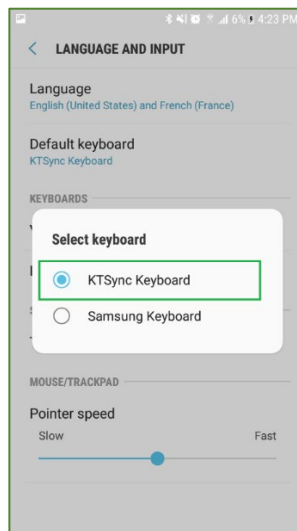 6% 4:23 PM
LANGUAGE AND INPUT
Language
English (United States) and French (France)
Default keyboard
KTSync Keyboard
KEYBOARDS
Select keyboard
KTSync Keyboard
Samsung Keyboard
MOUSE/TRACKPAD
Pointer speed
Slow Fast